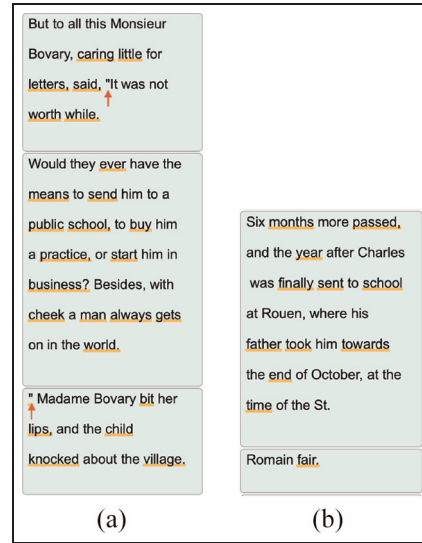 But to all this Monsieur
Bovary, caring little for
letters, said, "It was not
worth while.
Would they ever have the
means to send him to a
public school, to buy him
a practice, or start him in
business? Besides, with
cheek a man always gets
on in the world.
" Madame Bovary bit her
lips, and the child
knocked about the village.
(a)
Six months more passed,
and the year after Charles
was finally sent to school
at Rouen, where his
father took him towards
the end of October, at the
time of the St.
Romain fair.
(b)